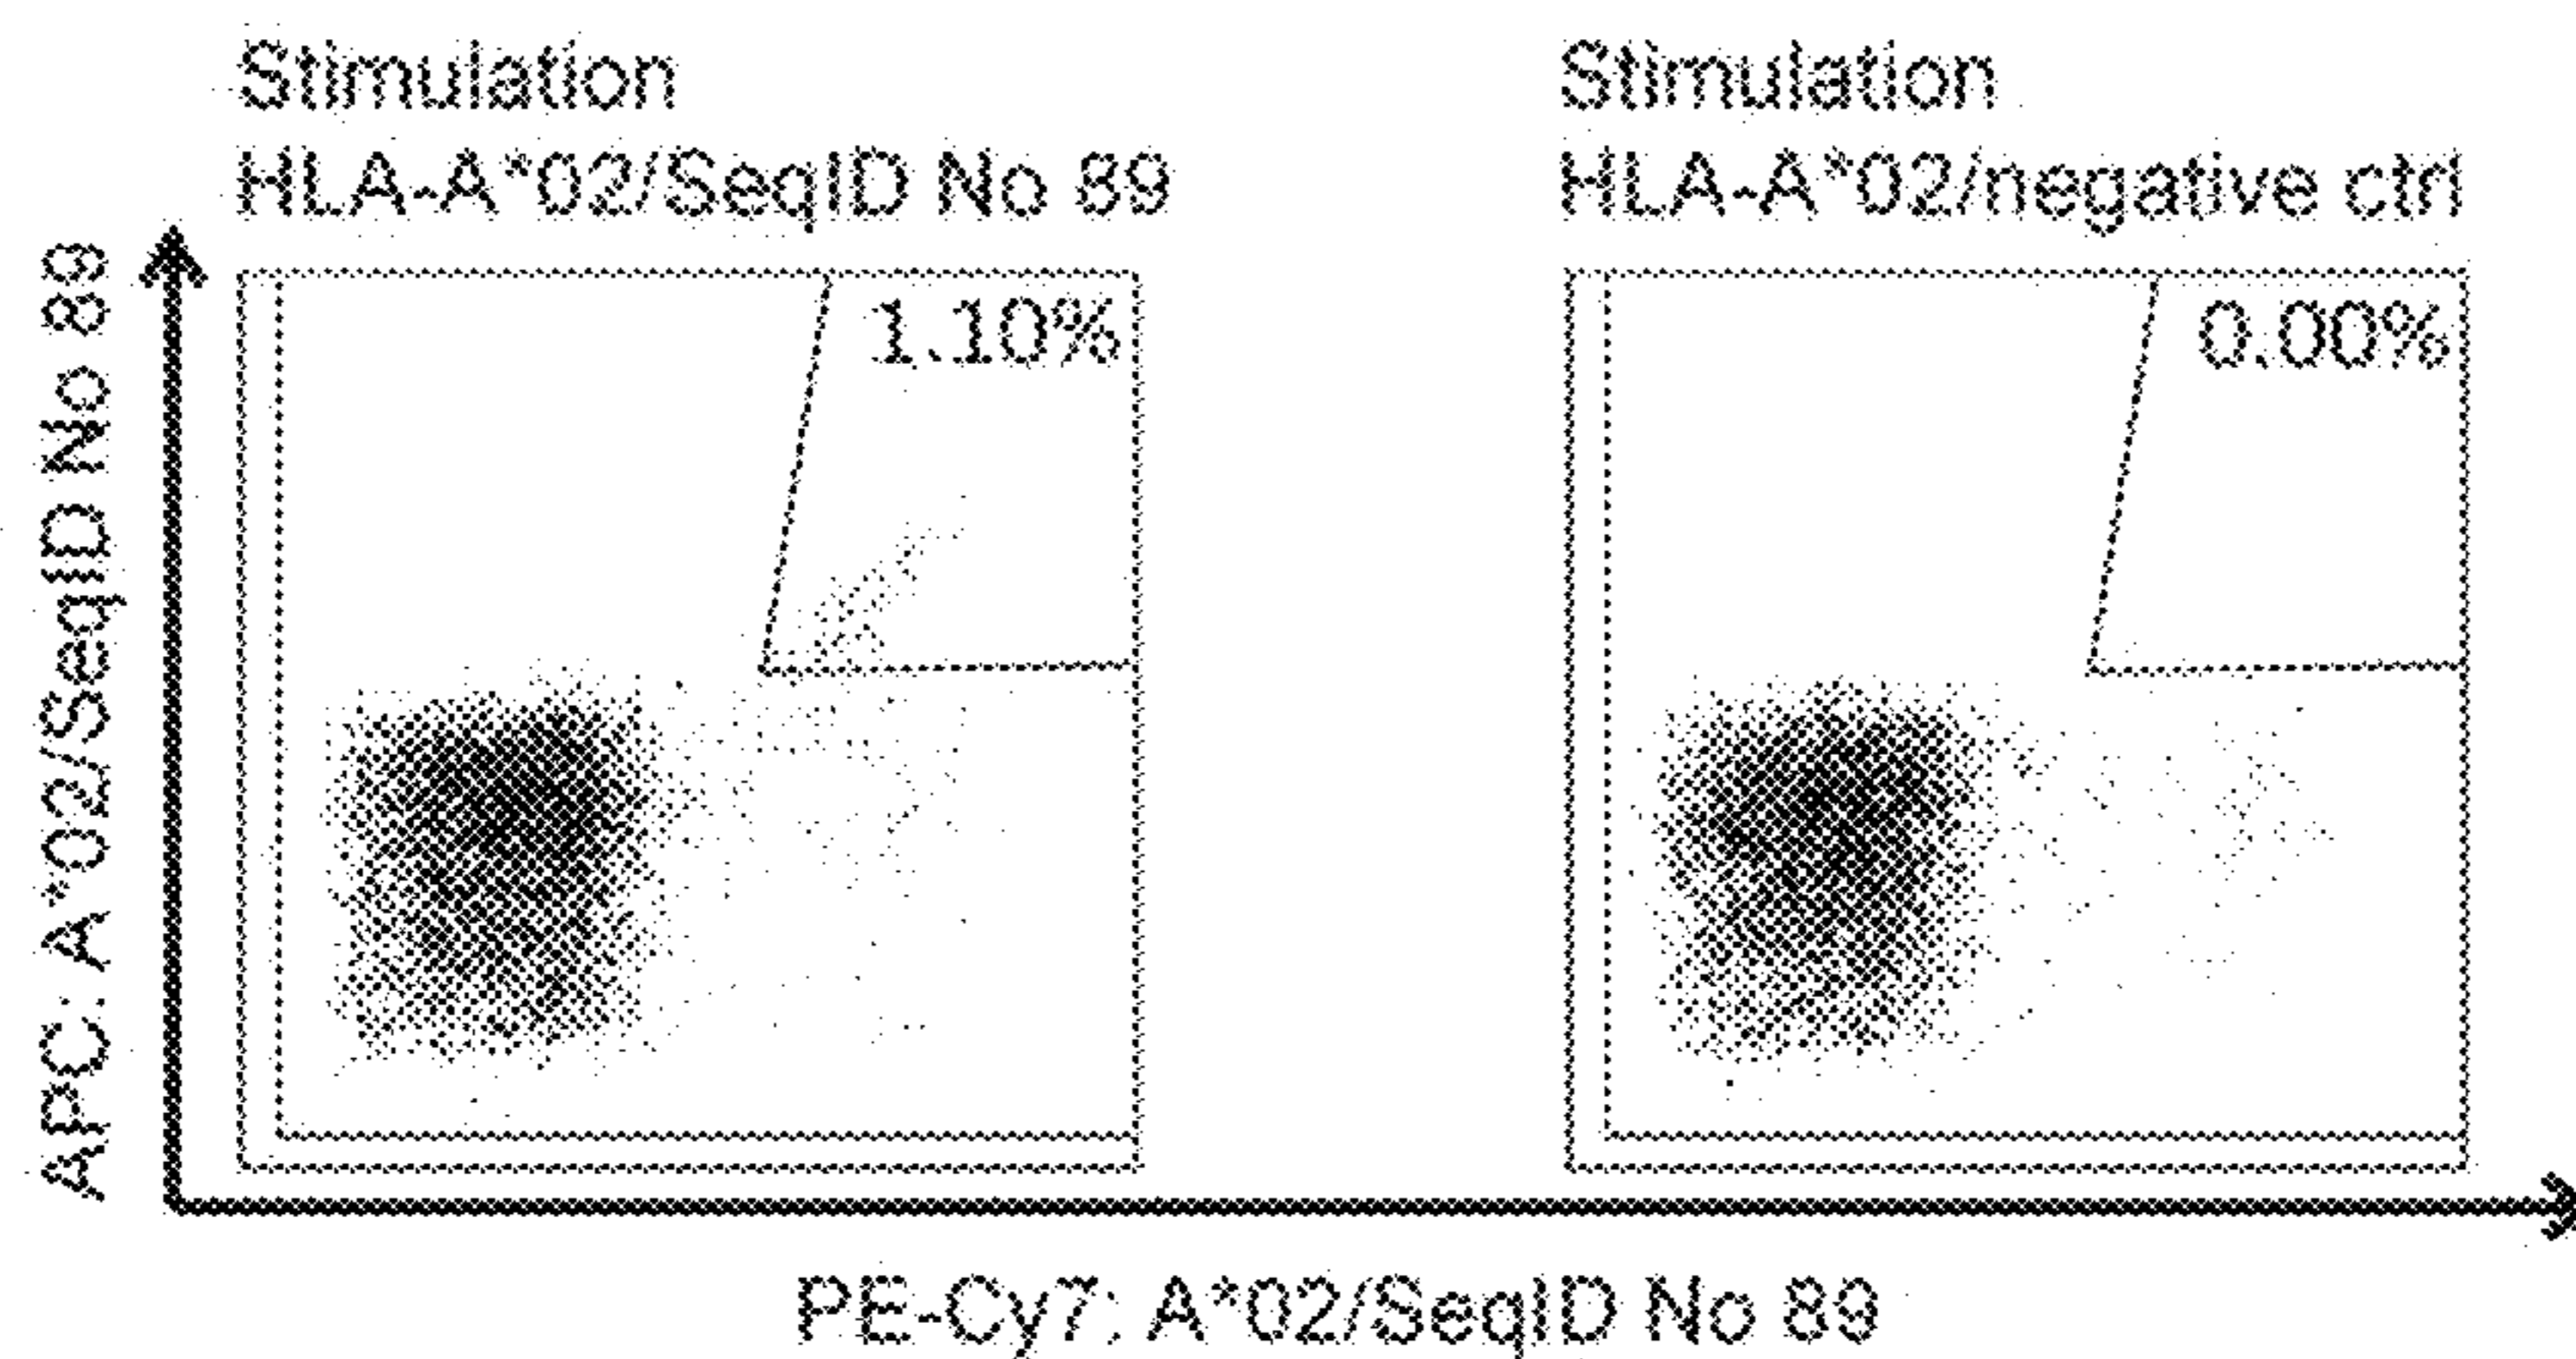 Stimulation
HLA-A*02/SeqID No 89
Stimulation
HLA-A*02/negative ctrl
1.10%
0.00%
APC: A*02/SeqID No 89
PE-Cy7: A*02/SeqID No 89